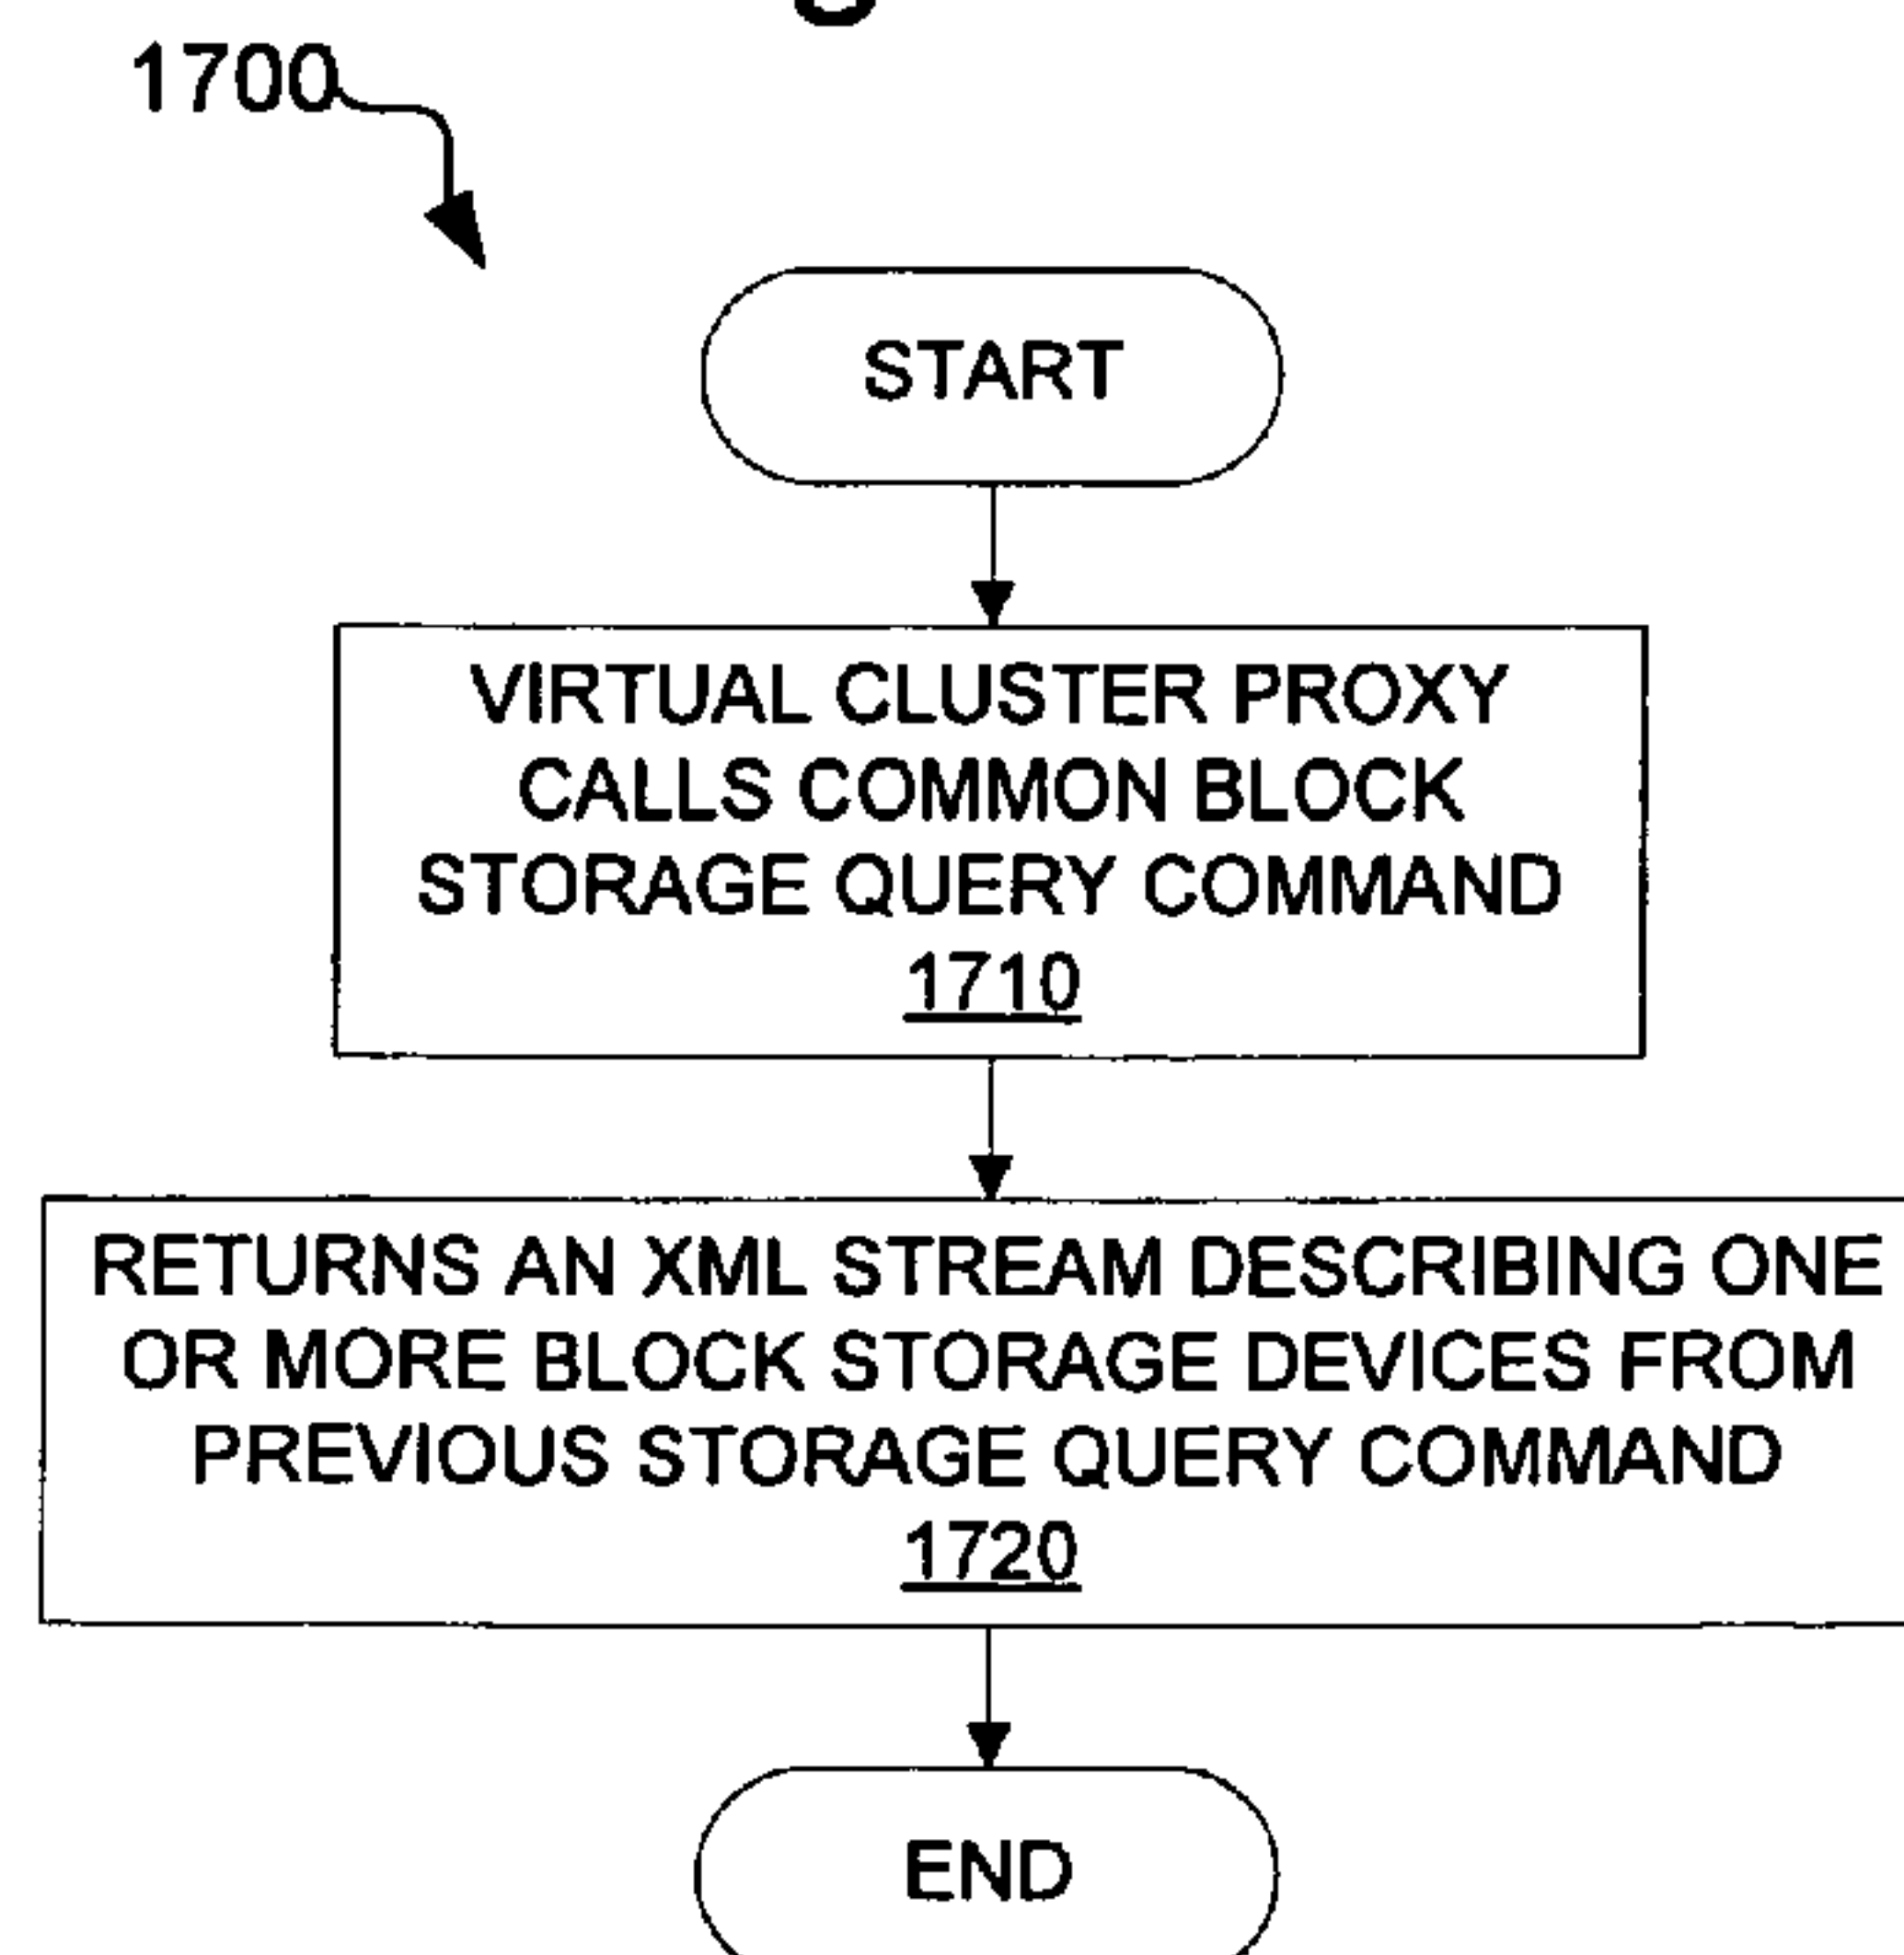 1700
START
VIRTUAL CLUSTER PROXY
CALLS COMMON BLOCK
STORAGE QUERY COMMAND
1710
RETURNS AN XML STREAM DESCRIBING ONE
OR MORE BLOCK STORAGE DEVICES FROM
PREVIOUS STORAGE QUERY COMMAND
1720
END